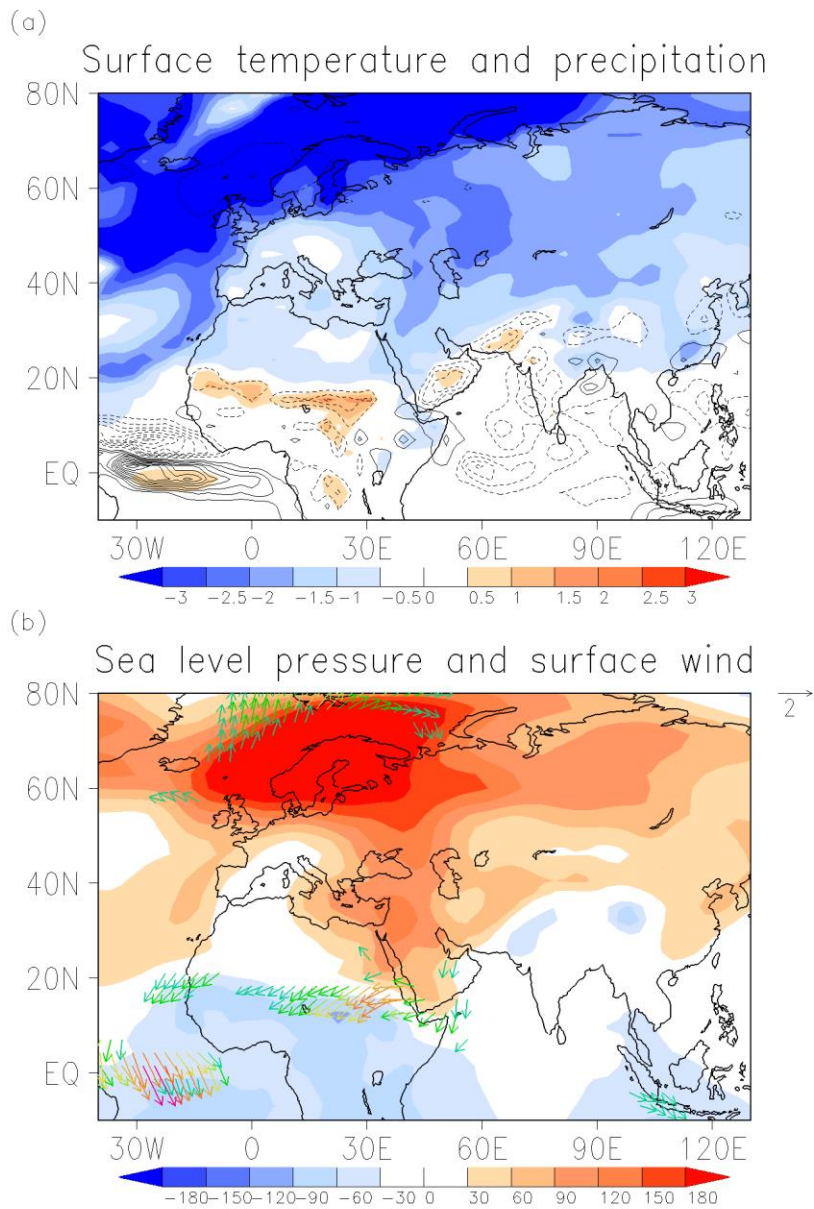 (a)
Surface temperature and precipitation
80N
60N
40N
20N
EQ
30W 0 30E 60E 90E 120E
-3 -2.5 -2 -1.5 -1 -0.5 0 0.5 1 1.5 2 2.5 3
(b)
Sea level pressure and surface wind
80N
2
60N
40N
20N
EQ
30W 0 30E 60E 90E 120E
-180 -150 -120 -90 -60 -30 0 30 60 90 120 150 180